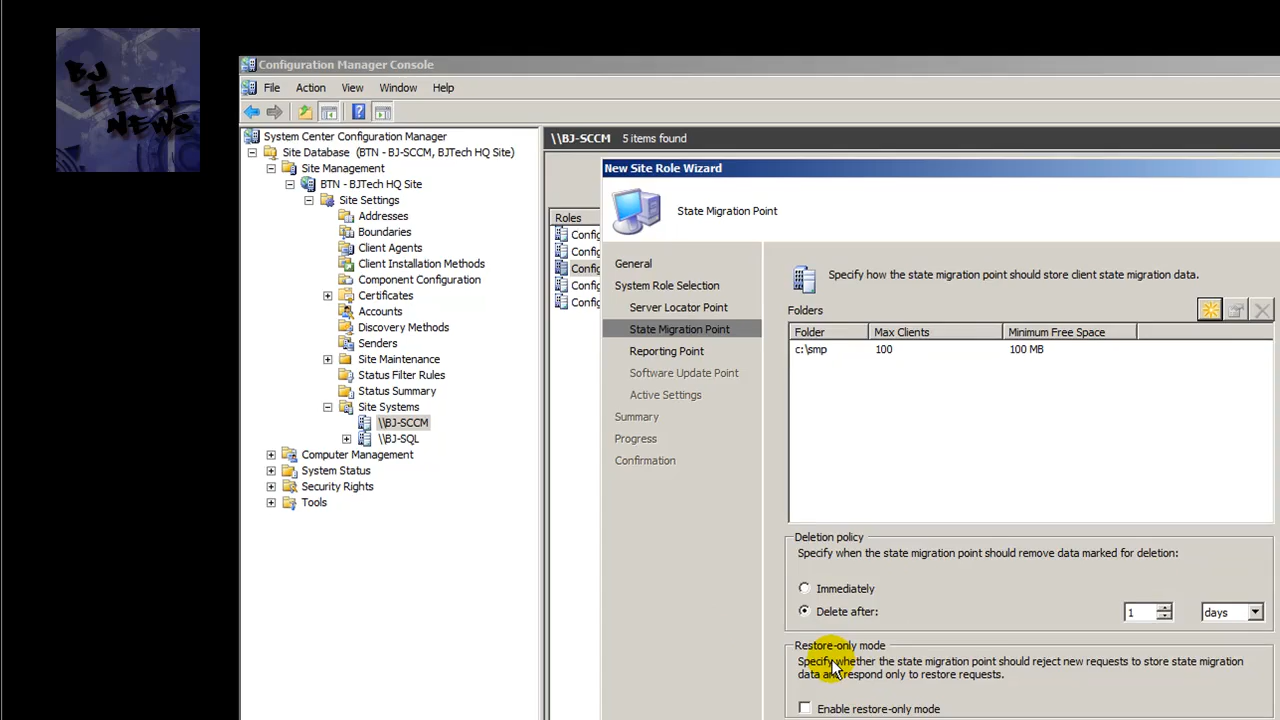 BJ
TECH
NEWS
Configuration Manager Console
File Action View Window Help
System Center Configuration Manager
Site Database (BTN - BJ-SCCM, BJTech HQ Site)
Site Management
BTN - BJTech HQ Site
Site Settings
Addresses
Boundaries
Client Agents
Client Installation Methods
Component Configuration
Certificates
Accounts
Discovery Methods
Senders
Site Maintenance
Status Filter Rules
Status Summary
Site Systems
\\BJ-SCCM
\\BJ-SQL
Computer Management
System Status
Security Rights
Tools
\\BJ-SCCM 5 items found
Roles
Config
Config
Config
Config
Config
New Site Role Wizard
State Migration Point
General
System Role Selection
Server Locator Point
State Migration Point
Reporting Point
Software Update Point
Active Settings
Summary
Progress
Confirmation
Specify how the state migration point should store client state migration data.
Folders
Folder Max Clients Minimum Free Space
c:\smp 100 100 MB
Deletion policy
Specify when the state migration point should remove data marked for deletion:
Immediately
Delete after: 1 days
Restore-only mode
Specify whether the state migration point should reject new requests to store state migration
data and respond only to restore requests.
Enable restore-only mode